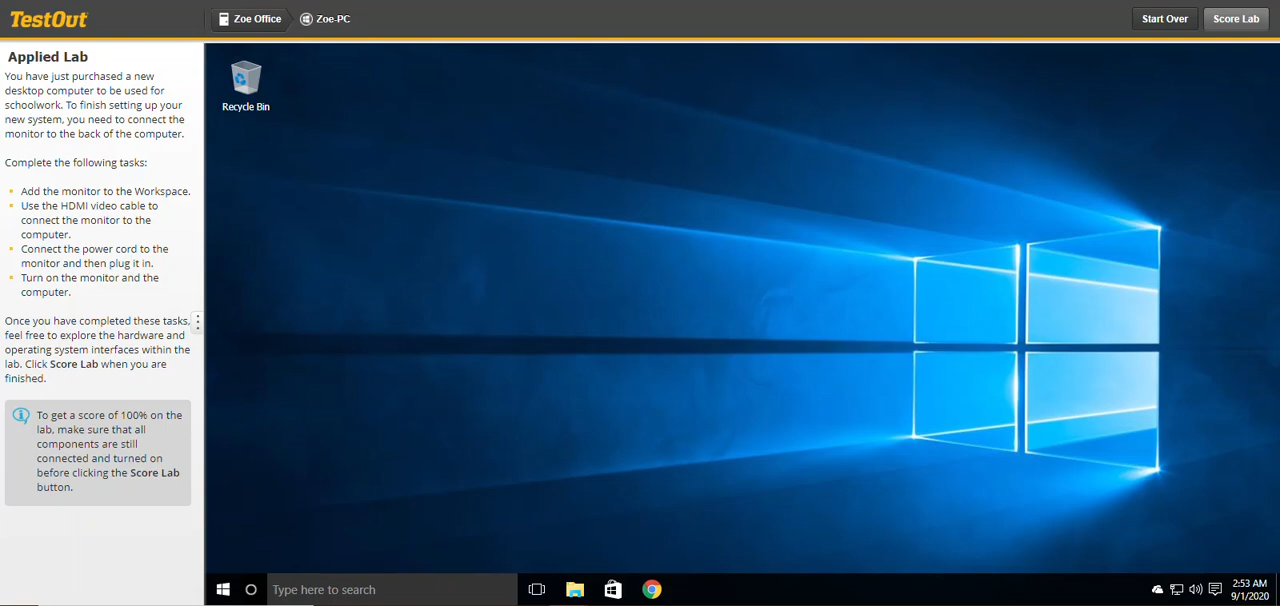 TestOut
Zoe Office
Zoe-PC
Start Over
Score Lab
Applied Lab
You have just purchased a new
desktop computer to be used for
schoolwork. To finish setting up your
new system, you need to connect the
monitor to the back of the computer.
Complete the following tasks:
Add the monitor to the Workspace.
Use the HDMI video cable to
connect the monitor to the
computer.
Connect the power cord to the
monitor and then plug it in.
Turn on the monitor and the
computer.
Once you have completed these tasks,
feel free to explore the hardware and
operating system interfaces within the
lab. Click Score Lab when you are
finished.
To get a score of 100% on the
lab, make sure that all
components are still
connected and turned on
before clicking the Score Lab
button.
Recycle Bin
Type here to search
2:53 AM
9/1/2020